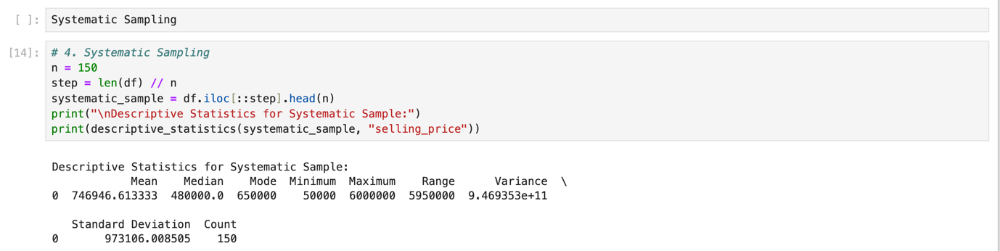 [ ]: Systematic Sampling
[14]: # 4. Systematic Sampling
n = 150
step = len(df) // n
systematic_sample = df.iloc[::step].head(n)
print("\nDescriptive Statistics for Systematic Sample:")
print(descriptive_statistics(systematic_sample, "selling_price"))
Descriptive Statistics for Systematic Sample:
            Mean    Median    Mode  Minimum  Maximum    Range      Variance  \
0  746946.613333  480000.0  650000    50000  6000000  5950000  9.469353e+11
   Standard Deviation  Count
0       973106.008505    150